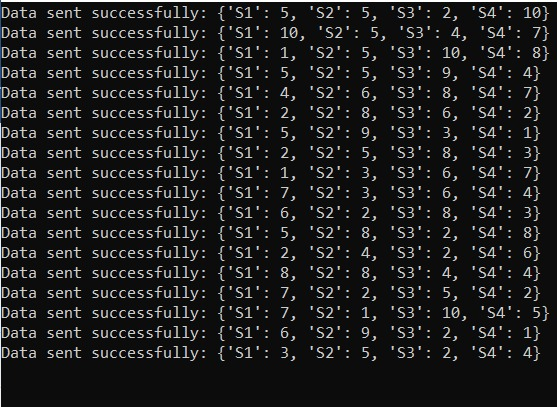 Data sent successfully: {'S1': 5, 'S2': 5, 'S3': 2, 'S4': 10}
Data sent successfully: {'S1': 10, 'S2': 5, 'S3': 4, 'S4': 7}
Data sent successfully: {'S1': 1, 'S2': 5, 'S3': 10, 'S4': 8}
Data sent successfully: {'S1': 5, 'S2': 5, 'S3': 9, 'S4': 4}
Data sent successfully: {'S1': 4, 'S2': 6, 'S3': 8, 'S4': 7}
Data sent successfully: {'S1': 2, 'S2': 8, 'S3': 6, 'S4': 2}
Data sent successfully: {'S1': 5, 'S2': 9, 'S3': 3, 'S4': 1}
Data sent successfully: {'S1': 2, 'S2': 5, 'S3': 8, 'S4': 3}
Data sent successfully: {'S1': 1, 'S2': 3, 'S3': 6, 'S4': 7}
Data sent successfully: {'S1': 7, 'S2': 3, 'S3': 6, 'S4': 4}
Data sent successfully: {'S1': 6, 'S2': 2, 'S3': 8, 'S4': 3}
Data sent successfully: {'S1': 5, 'S2': 8, 'S3': 2, 'S4': 8}
Data sent successfully: {'S1': 2, 'S2': 4, 'S3': 2, 'S4': 6}
Data sent successfully: {'S1': 8, 'S2': 8, 'S3': 4, 'S4': 4}
Data sent successfully: {'S1': 7, 'S2': 2, 'S3': 5, 'S4': 2}
Data sent successfully: {'S1': 7, 'S2': 1, 'S3': 10, 'S4': 5}
Data sent successfully: {'S1': 6, 'S2': 9, 'S3': 2, 'S4': 1}
Data sent successfully: {'S1': 3, 'S2': 5, 'S3': 2, 'S4': 4}